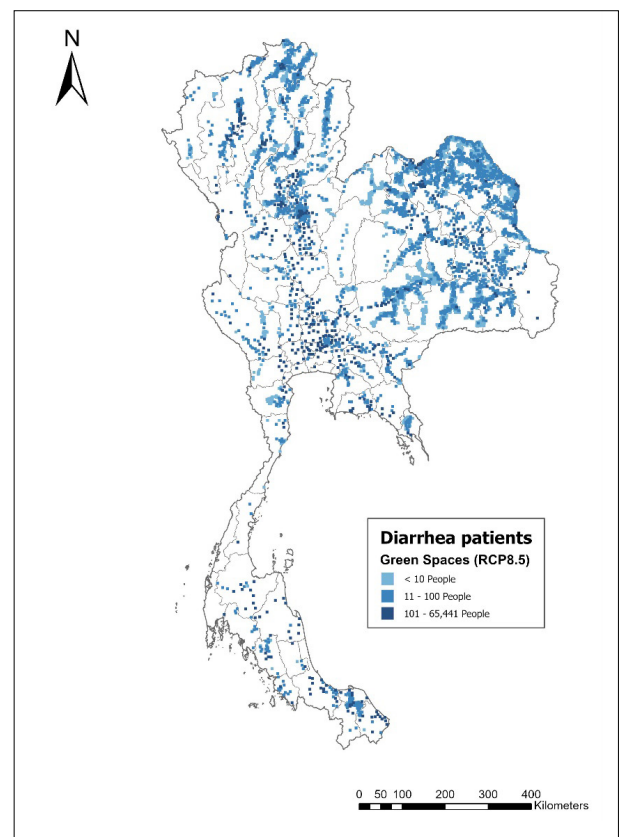 N
Diarrhea patients
Green Spaces (RCP8.5)
< 10 People
11 - 100 People
101 - 65,441 People
0 50 100 200 300 400
Kilometers